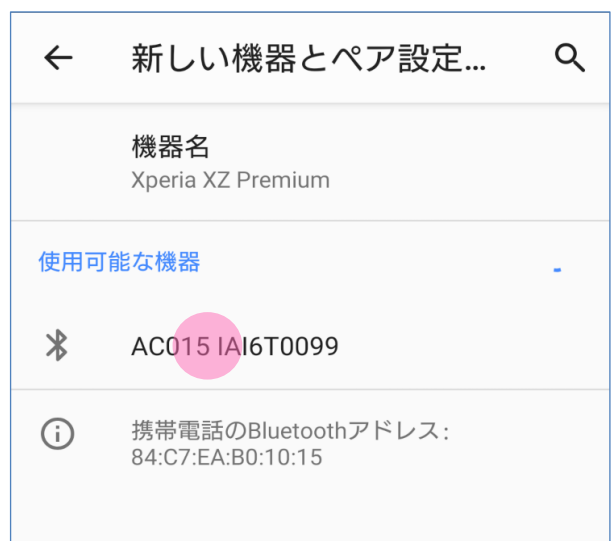 新しい機器とペア設定...
機器名
Xperia XZ Premium
使用可能な機器
AC015 IAI6T0099
携帯電話のBluetoothアドレス:
84:C7:EA:B0:10:15